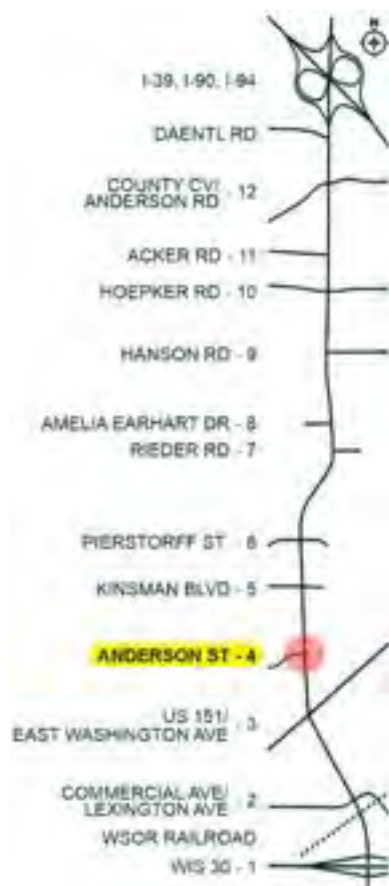 N
I-39, I-90, I-94
DAENTL RD
COUNTY CV/
ANDERSON RD - 12
ACKER RD - 11
HOEPKER RD - 10
HANSON RD - 9
AMELIA EARHART DR - 8
RIEDER RD - 7
PIERSTORFF ST - 6
KINSMAN BLVD - 5
ANDERSON ST - 4
US 151/
EAST WASHINGTON AVE - 3
COMMERCIAL AVE/
LEXINGTON AVE - 2
WSOR RAILROAD
WIS 30 - 1